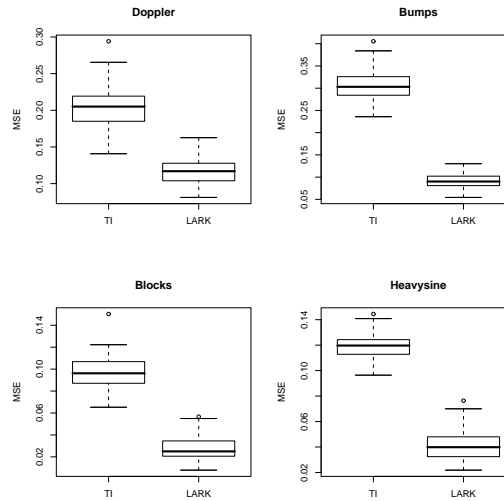 Doppler
MSE
0.10 0.15 0.20 0.25 0.30
TI LARK
Bumps
MSE
0.05 0.15 0.25 0.35
TI LARK
Blocks
MSE
0.02 0.06 0.10 0.14
TI LARK
Heavysine
MSE
0.02 0.06 0.10 0.14
TI LARK